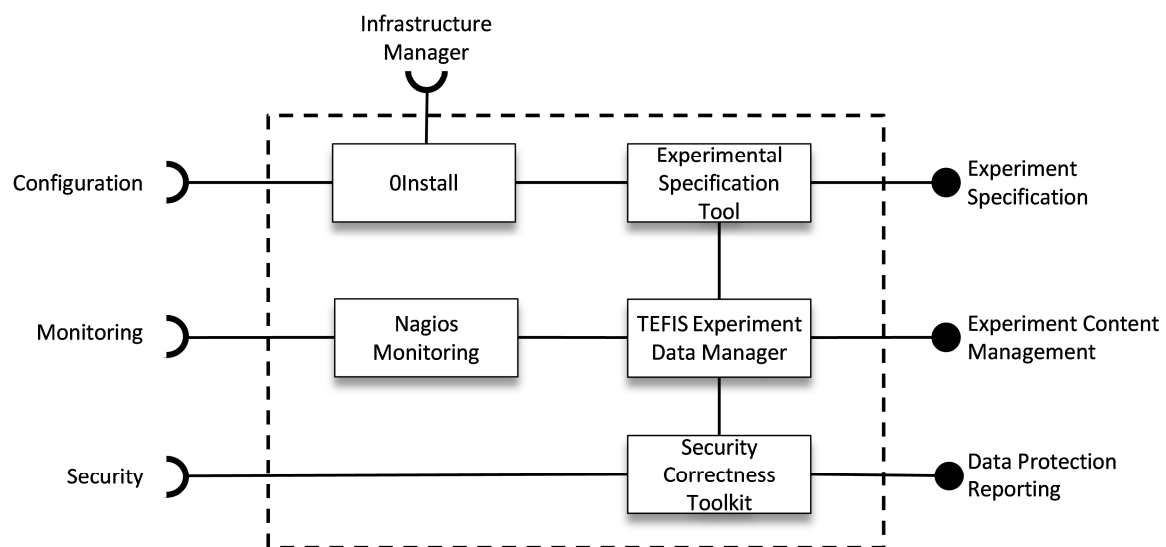 Infrastructure
Manager
Configuration
0Install
Experimental
Specification
Tool
Experiment
Specification
Monitoring
Nagios
Monitoring
TEFIS Experiment
Data Manager
Experiment Content
Management
Security
Security
Correctness
Toolkit
Data Protection
Reporting